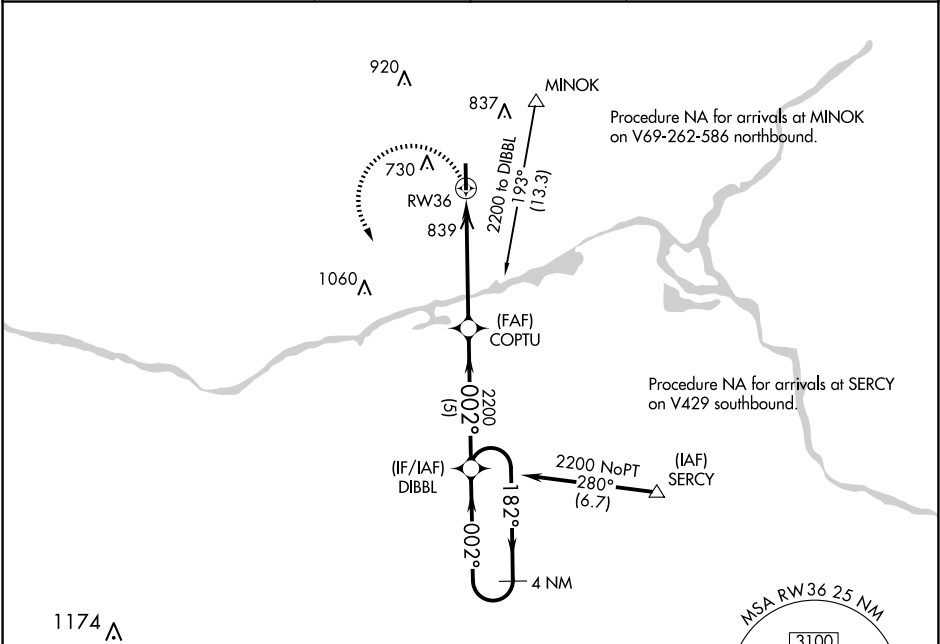 920
MINOK
837
Procedure NA for arrivals at MINOK
on V69-262-586 northbound.
730
2200 to DIBBL
193°
(13.3)
RW36
839
1060
(FAF)
COPTU
Procedure NA for arrivals at SERCY
on V429 southbound.
2200
002°
(5)
(IF/IAF)
DIBBL
2200 NoPT
280°
(6.7)
(IAF)
SERCY
182°
002°
4 NM
1174
MSA RW36 25 NM
3100